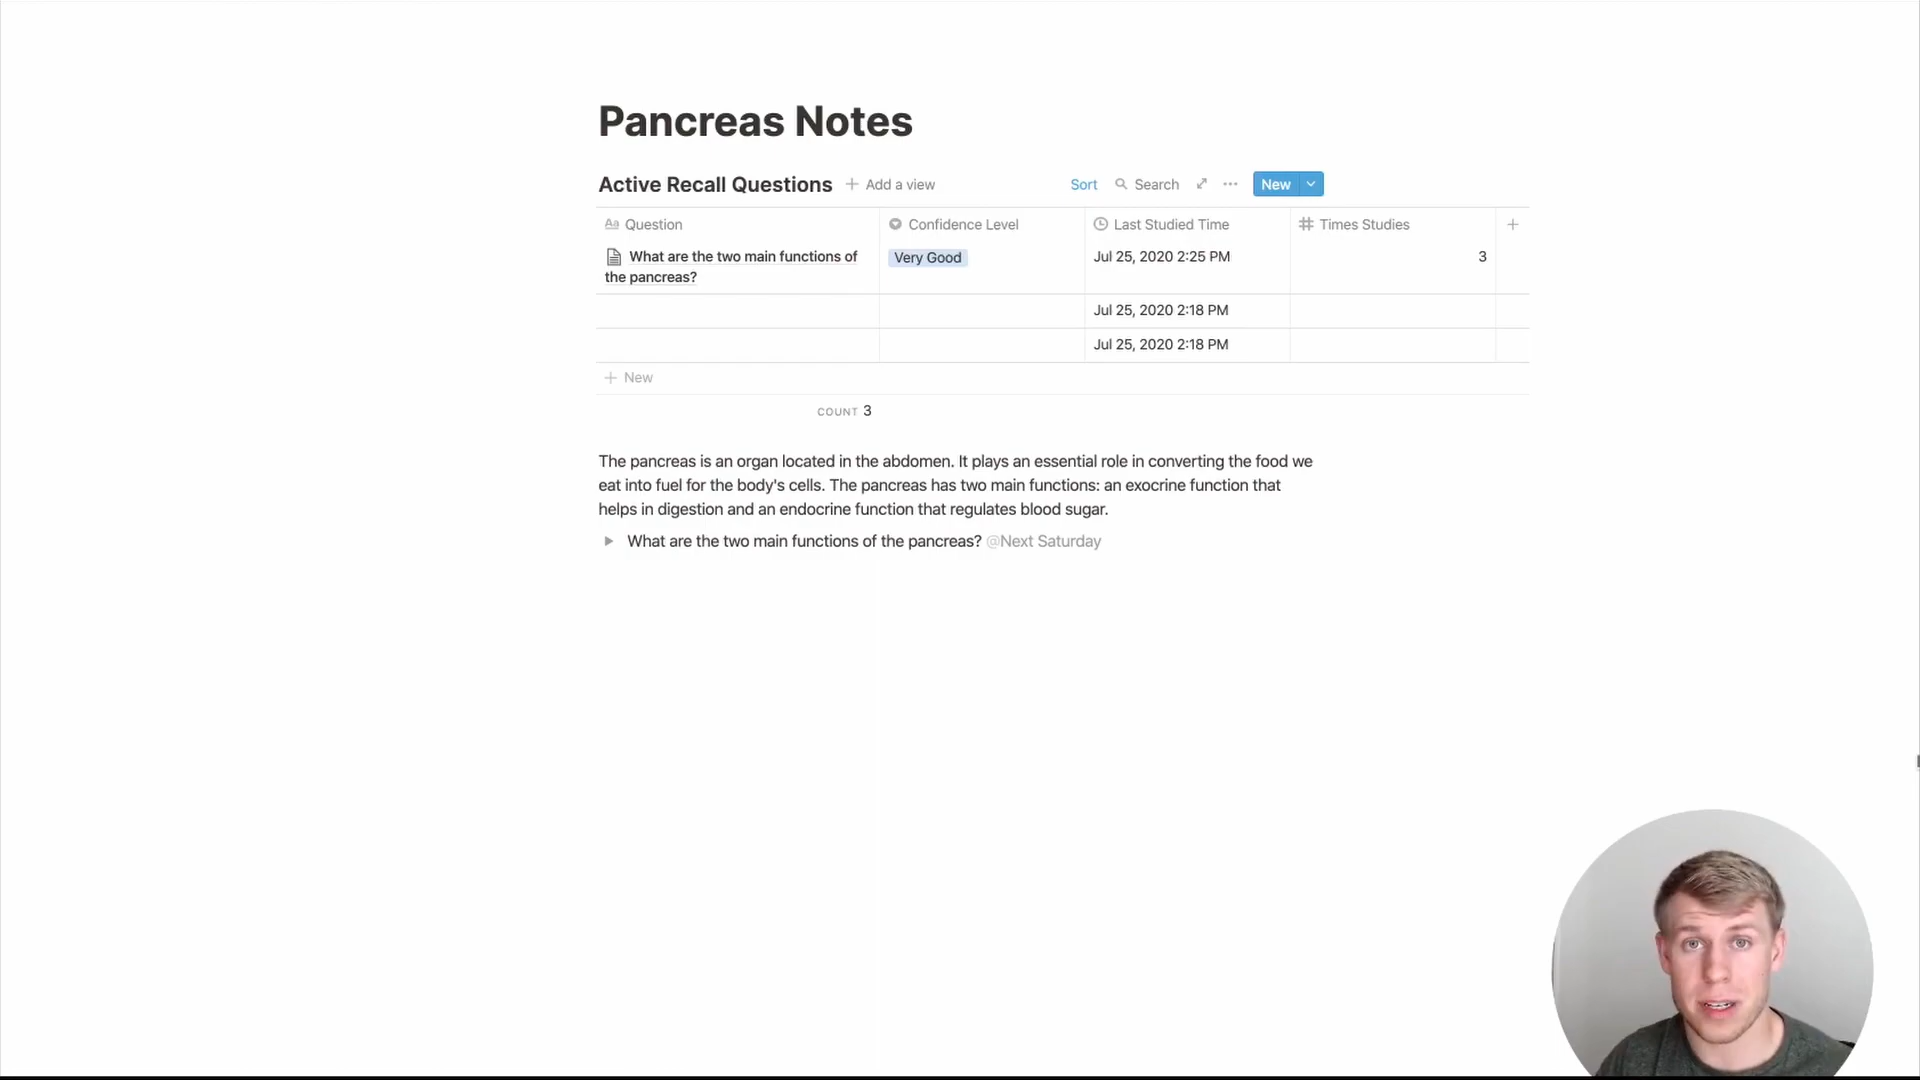 Pancreas Notes
Active Recall Questions + Add a view Sort Search ··· New
Aa Question Confidence Level Last Studied Time # Times Studies +
What are the two main functions of Very Good Jul 25, 2020 2:25 PM 3
the pancreas?
Jul 25, 2020 2:18 PM
Jul 25, 2020 2:18 PM
+ New
COUNT 3
The pancreas is an organ located in the abdomen. It plays an essential role in converting the food we
eat into fuel for the body's cells. The pancreas has two main functions: an exocrine function that
helps in digestion and an endocrine function that regulates blood sugar.
What are the two main functions of the pancreas? @Next Saturday